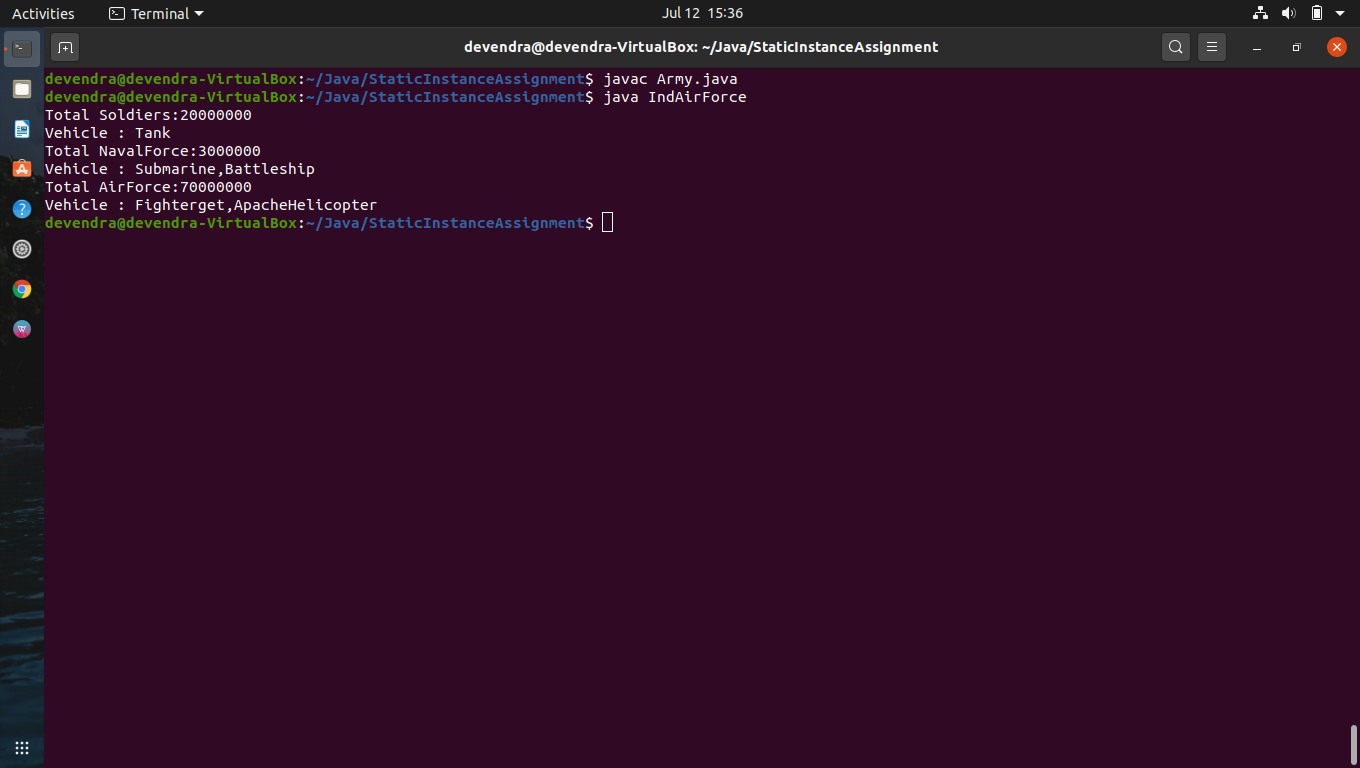 Activities Terminal Jul 12 15:36
devendra@devendra-VirtualBox: ~/Java/StaticInstanceAssignment
devendra@devendra-VirtualBox:~/Java/StaticInstanceAssignment$ javac Army.java
devendra@devendra-VirtualBox:~/Java/StaticInstanceAssignment$ java IndAirForce
Total Soldiers:20000000
Vehicle : Tank
Total NavalForce:3000000
Vehicle : Submarine,Battleship
Total AirForce:70000000
Vehicle : Fighterget,ApacheHelicopter
devendra@devendra-VirtualBox:~/Java/StaticInstanceAssignment$